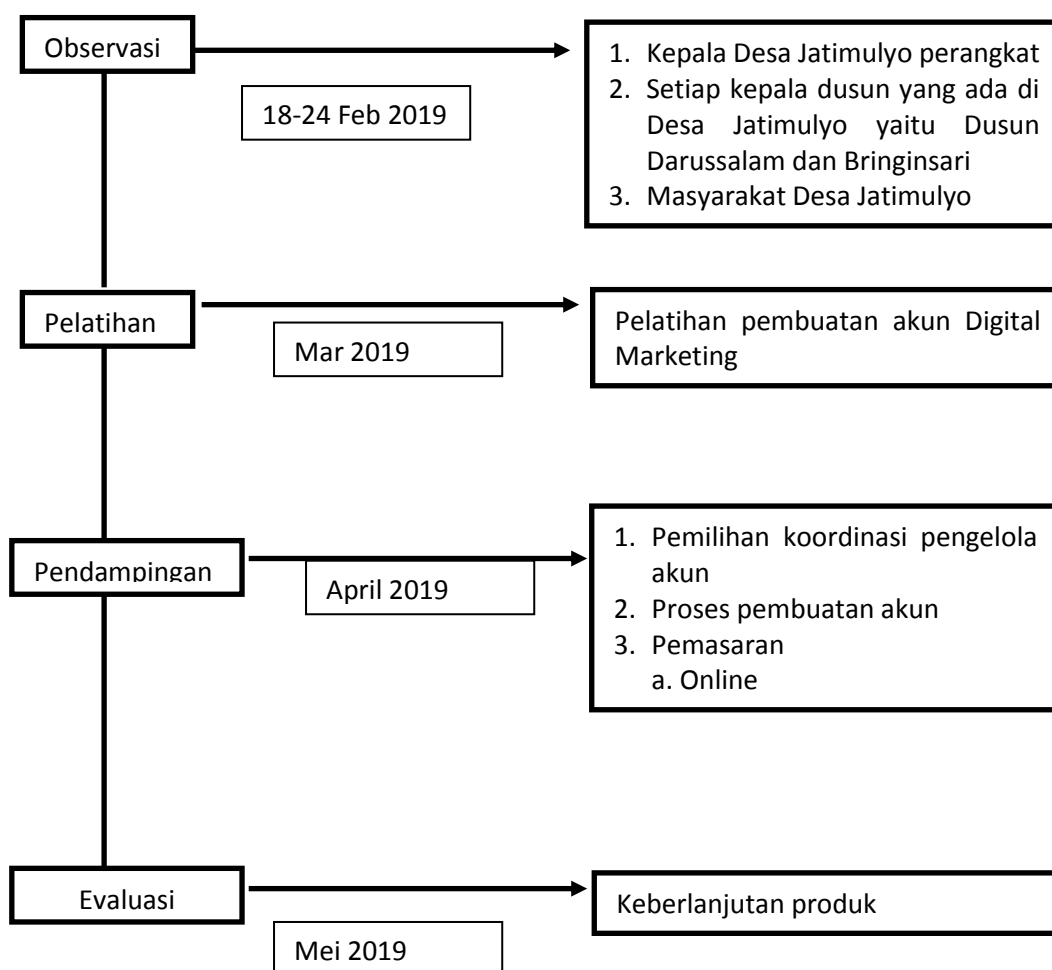 Observasi
18-24 Feb 2019
1. Kepala Desa Jatimulyo perangkat
2. Setiap kepala dusun yang ada di
Desa Jatimulyo yaitu Dusun
Darussalam dan Bringinsari
3. Masyarakat Desa Jatimulyo
Pelatihan
Mar 2019
Pelatihan pembuatan akun Digital
Marketing
Pendampingan
April 2019
1. Pemilihan koordinasi pengelola
akun
2. Proses pembuatan akun
3. Pemasaran
a. Online
Evaluasi
Mei 2019
Keberlanjutan produk